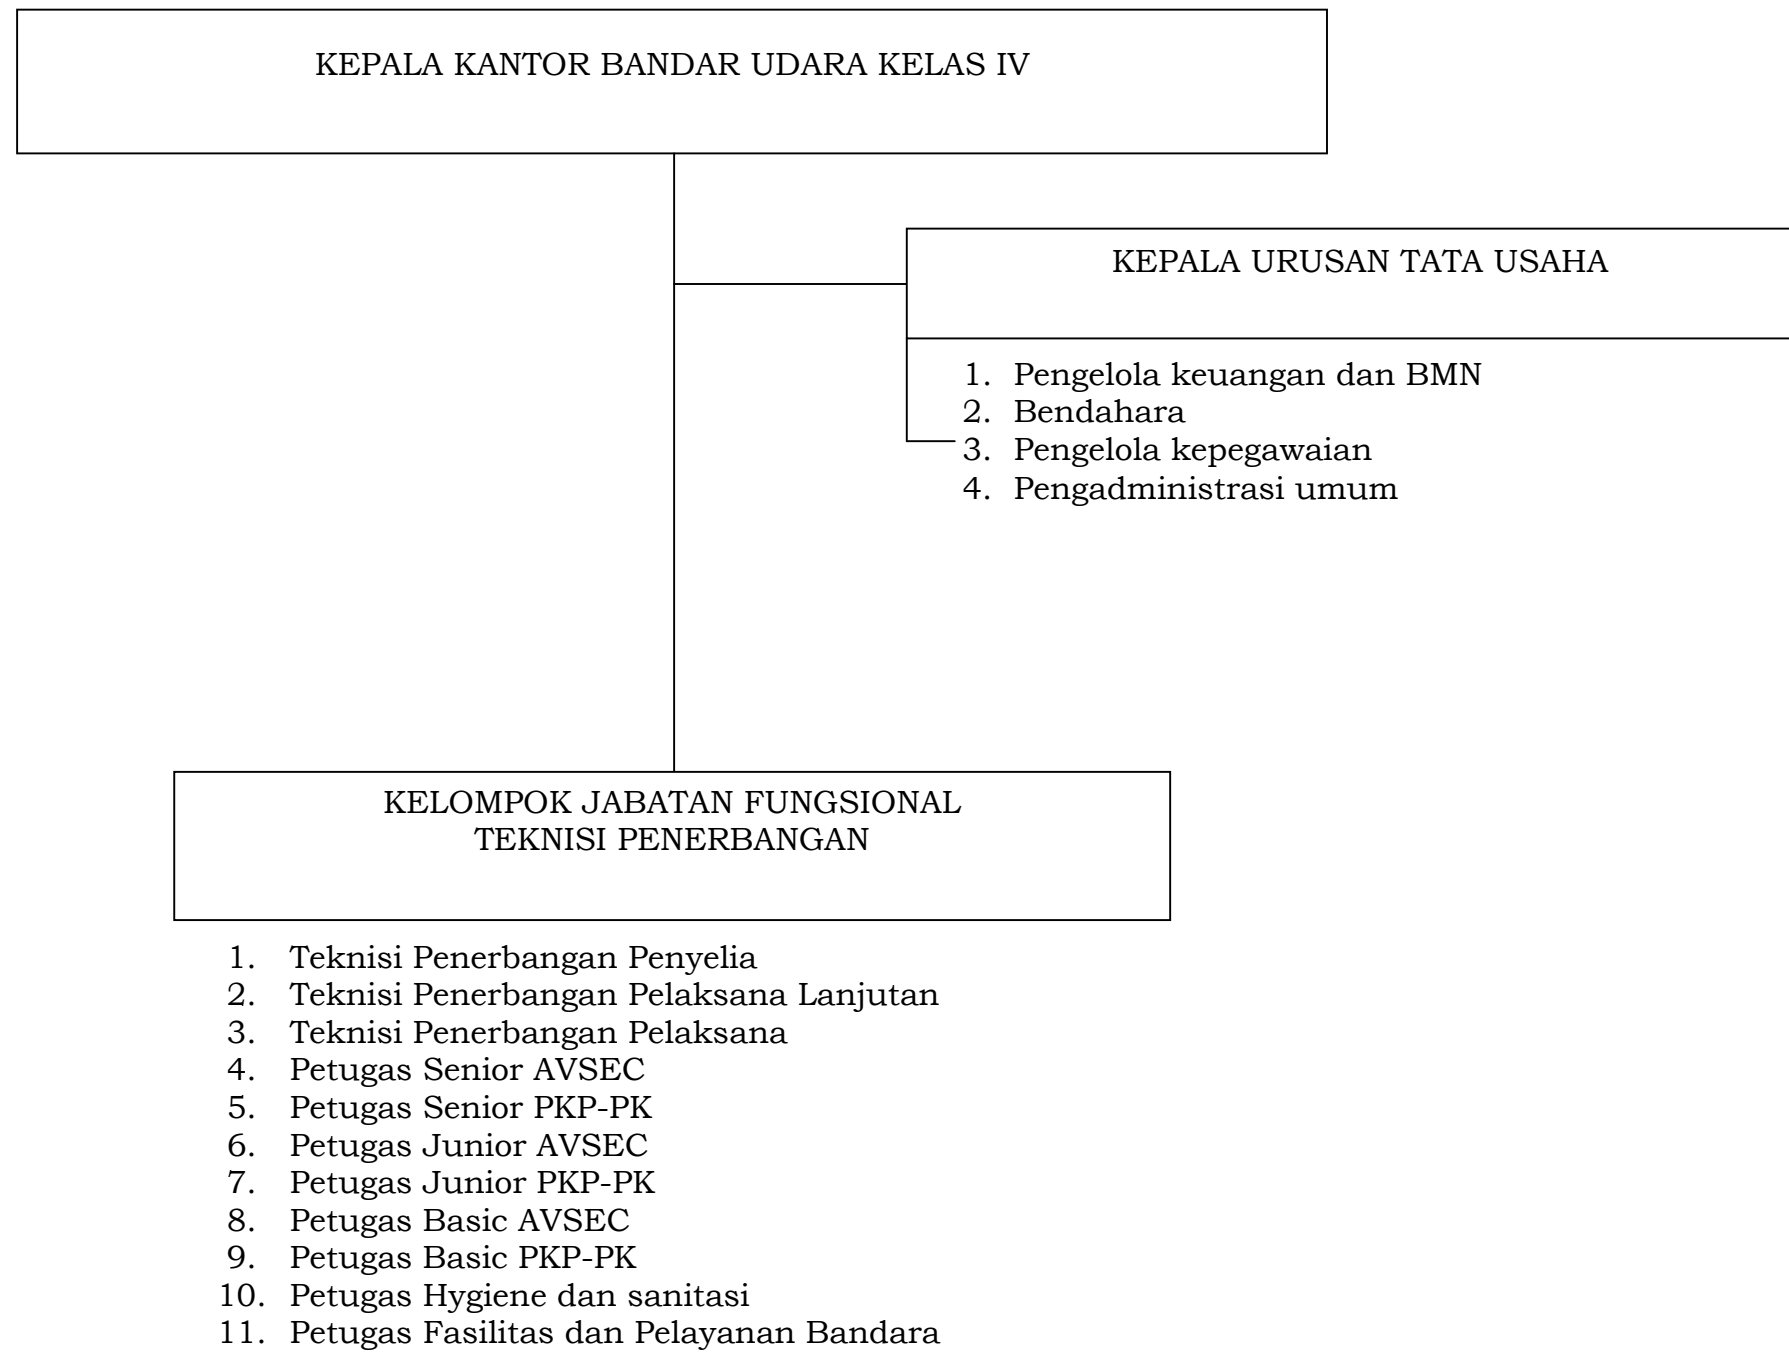 KEPALA KANTOR BANDAR UDARA KELAS IV
KEPALA URUSAN TATA USAHA
1. Pengelola keuangan dan BMN
2. Bendahara
3. Pengelola kepegawaian
4. Pengadministrasi umum
KELOMPOK JABATAN FUNGSIONAL
TEKNISI PENERBANGAN
1. Teknisi Penerbangan Penyelia
2. Teknisi Penerbangan Pelaksana Lanjutan
3. Teknisi Penerbangan Pelaksana
4. Petugas Senior AVSEC
5. Petugas Senior PKP-PK
6. Petugas Junior AVSEC
7. Petugas Junior PKP-PK
8. Petugas Basic AVSEC
9. Petugas Basic PKP-PK
10. Petugas Hygiene dan sanitasi
11. Petugas Fasilitas dan Pelayanan Bandara